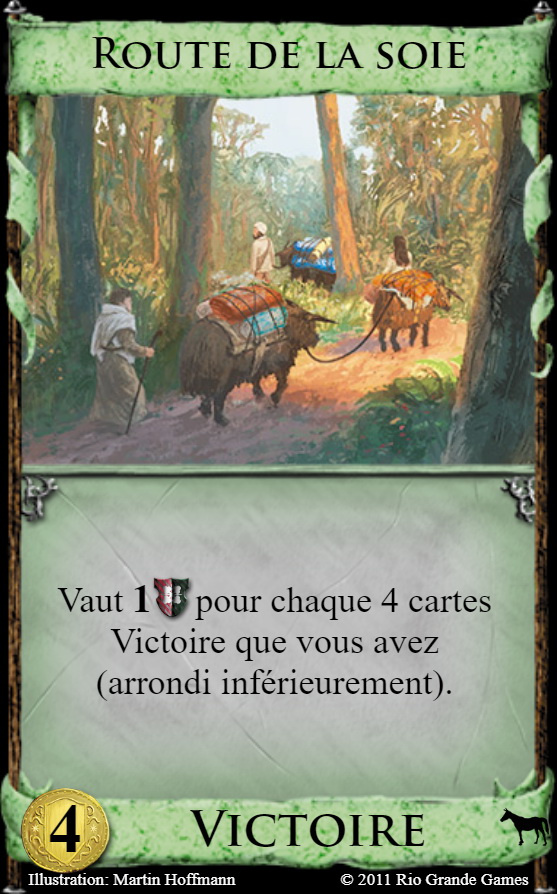 Route de la soie
Vaut 1 pour chaque 4 cartes
Victoire que vous avez
(arrondi inférieurement).
4 Victoire
Illustration: Martin Hoffmann © 2011 Rio Grande Games